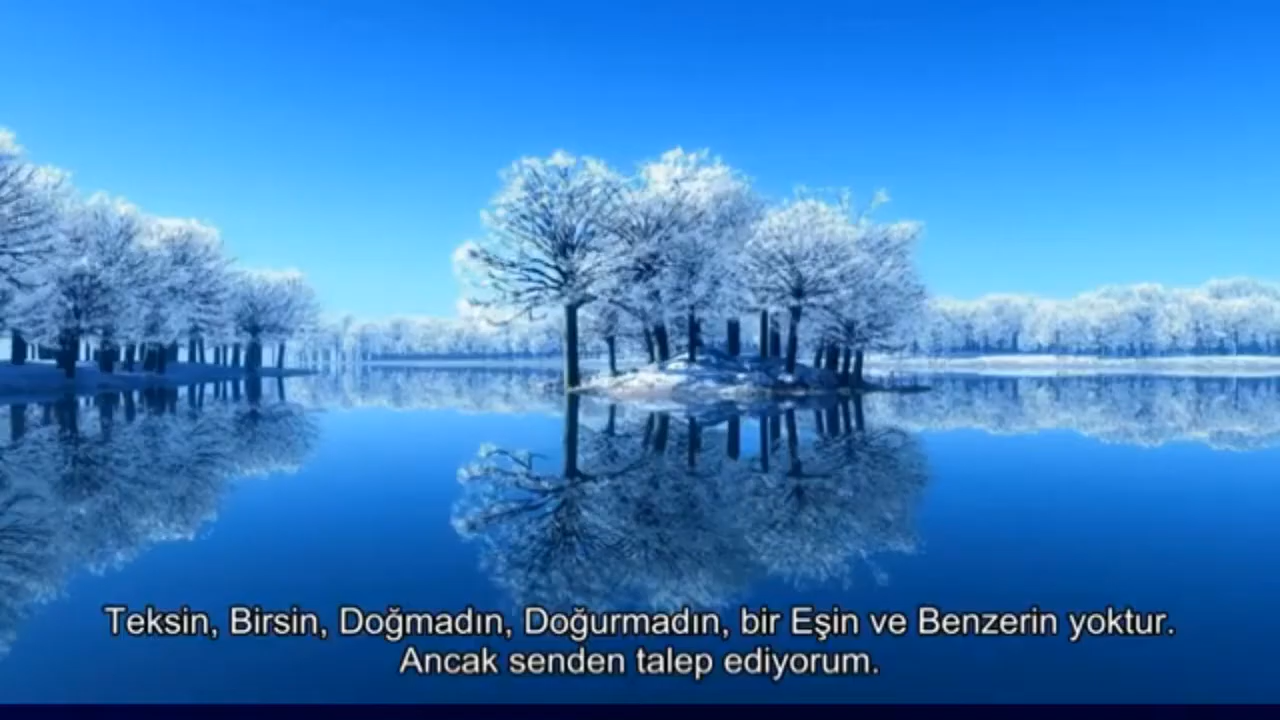 Teksin, Birsin, Doğmadın, Doğurmadın, bir Eşin ve Benzerin yoktur.
Ancak senden talep ediyorum.